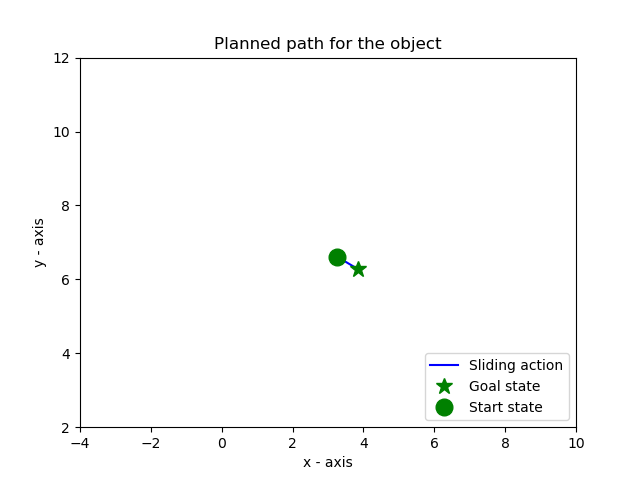 Planned path for the object
12
10
8
6
4
2
y - axis
−4
−2
0
2
4
6
8
10
x - axis
Sliding action
Goal state
Start state